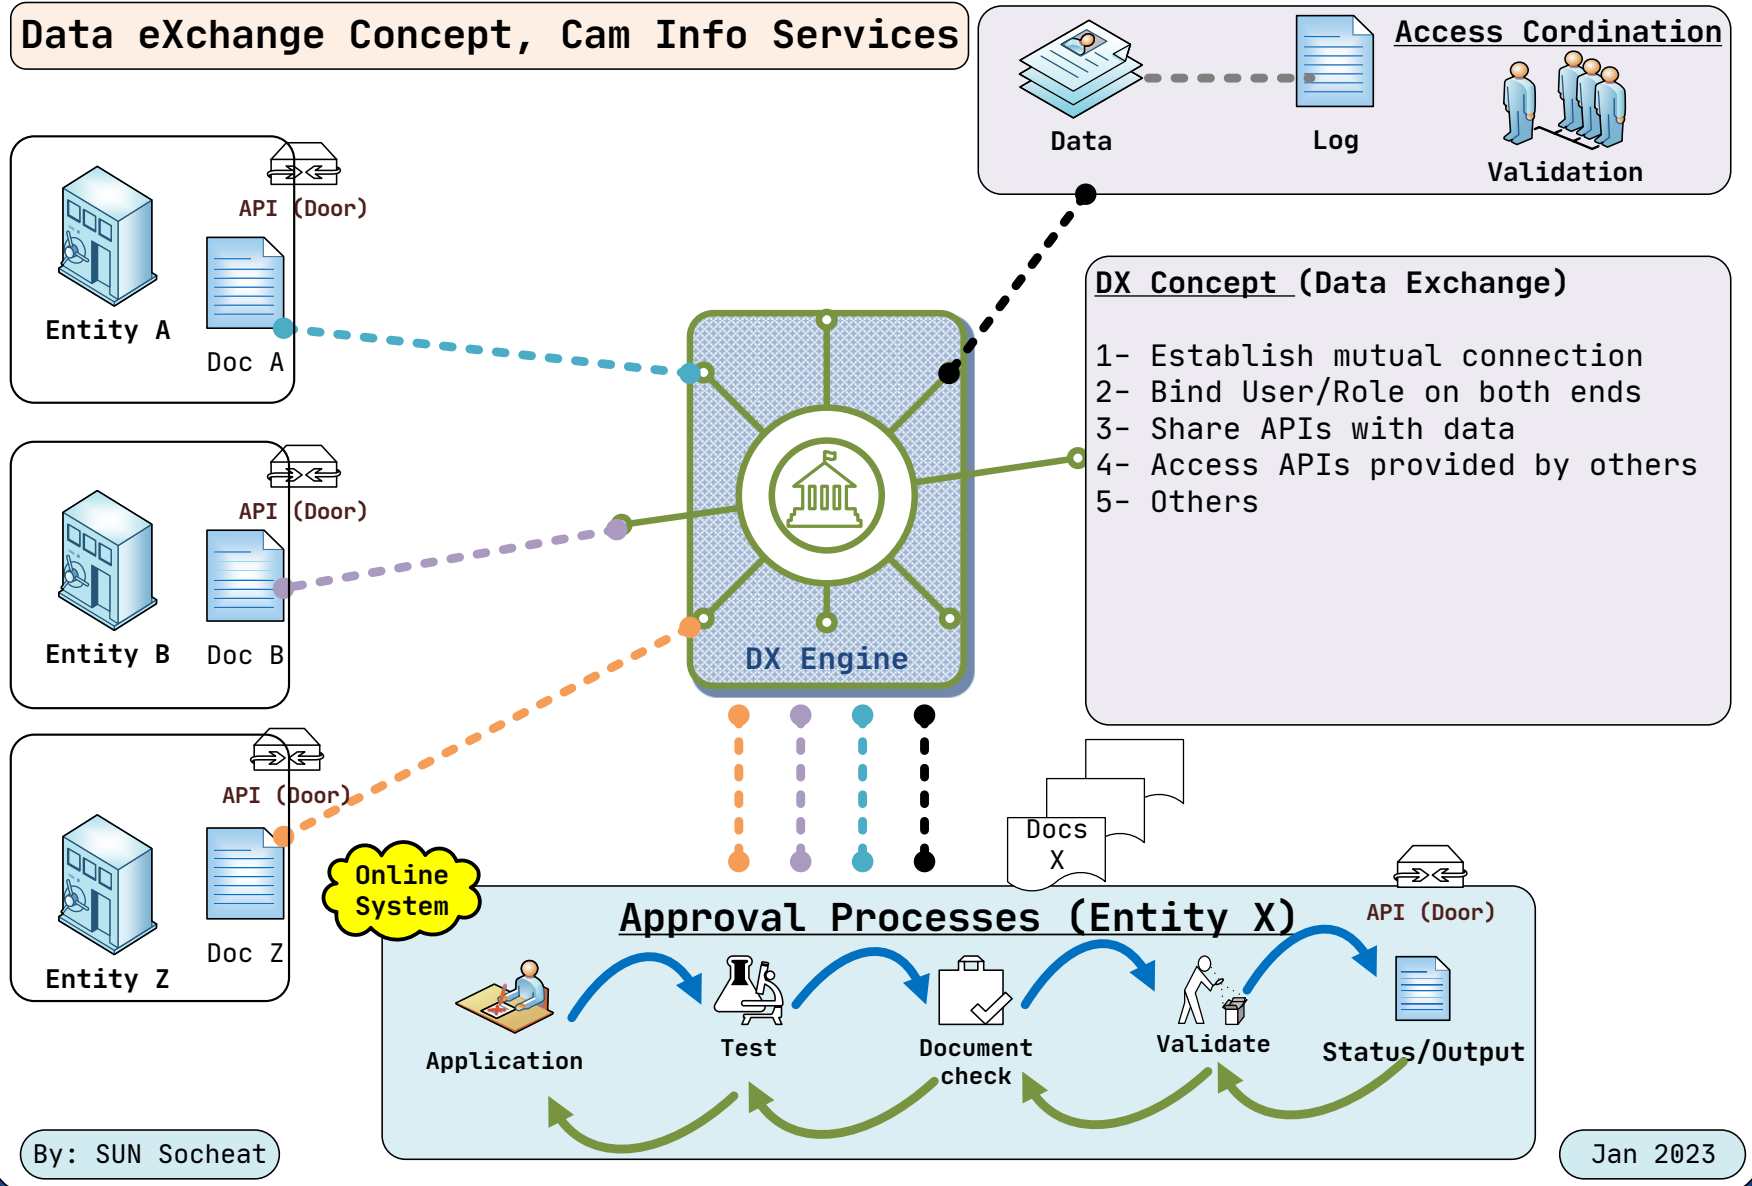 Data eXchange Concept, Cam Info Services
Access Cordination
Data
Log
Validation
API (Door)
Entity A
Doc A
DX Concept (Data Exchange)
1- Establish mutual connection
2- Bind User/Role on both ends
3- Share APIs with data
4- Access APIs provided by others
5- Others
API (Door)
Entity B
Doc B
DX Engine
API (Door)
Entity Z
Doc Z
Docs
X
Online
System
Approval Processes (Entity X)
API (Door)
Application
Test
Document
check
Validate
Status/Output
By: SUN Socheat
Jan 2023